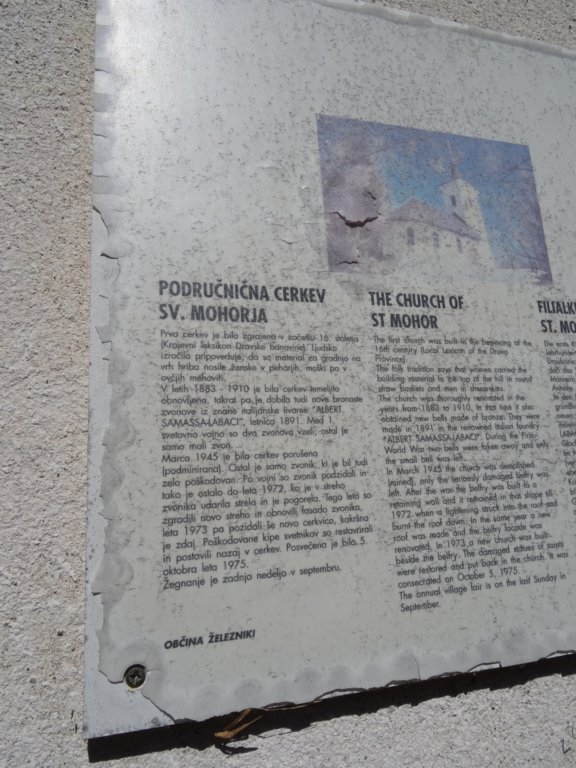 PODRUČNIČNA CERKEV
SV. MOHORJA
Prva cerkev je bila zgrajena v začetku 16. stoletja
(Krajevni leksikon Dravske banovine). Ljudsko
izročilo pripoveduje, da so material za gradnjo na
vrh hriba nosile ženske v peharjih, moški pa v
ovčjih mehovih.
V letih 1883 - 1910 je bila cerkev temeljito
obnovljena, takrat pa je dobila tudi nove bronaste
zvonove iz znane italijanske livarne "ALBERT
SAMASSA-LABACI", letnica 1891. Med 1.
svetovno vojno so dva zvonova vzeli; ostal je
samo mali zvon.
Marca 1945 je bila cerkev porušena
(podminirana). Ostal je samo zvonik, ki je bil tudi
zelo poškodovan. Po vojni so zvonik podzidali in
tako je ostalo do leta 1972, ko je v streho
zvonika udarila strela in je pogorela. Tega leta so
zgradili novo streho in obnovili fasado zvonika,
leta 1973 pa pozidali še novo cerkvico, kakršna
je zdaj. Poškodovane kipe svetnikov so restavrirali
in postavili nazaj v cerkev. Posvečena je bila 5.
oktobra leta 1975.
Žegnanje je zadnjo nedeljo v septembru.
OBČINA ŽELEZNIKI
THE CHURCH OF
ST MOHOR
The first church was built in the beginning of the
16th century (Local Lexicon of the Drava
Province).
The folk tradition says that women carried the
building material to the top of the hill in round
straw baskets and men in sheepskins.
The church was thoroughly renovated in the
years from 1883 to 1910. In that time it also
obtained new bells made of bronze. They were
made in 1891 in the renowned Italian foundry
"ALBERT SAMASSA-LABACI". During the First
World War two bells were taken away and only
the small bell was left.
In March 1945 the church was demolished
(mined), only the seriously damaged belfry was
left. After the war the belfry was built to a
retaining wall and it remained in that shape till
1972 when a lightening struck into the roof and
burnt the roof down. In the same year a new
roof was made and the belfry facade was
renovated. In 1973 a new church was built
beside the belfry. The damaged statues of saints
were restored and put back in the church. It was
consecrated on October 5, 1975.
The annual village fair is on the last Sunday in
September.
ST. MO